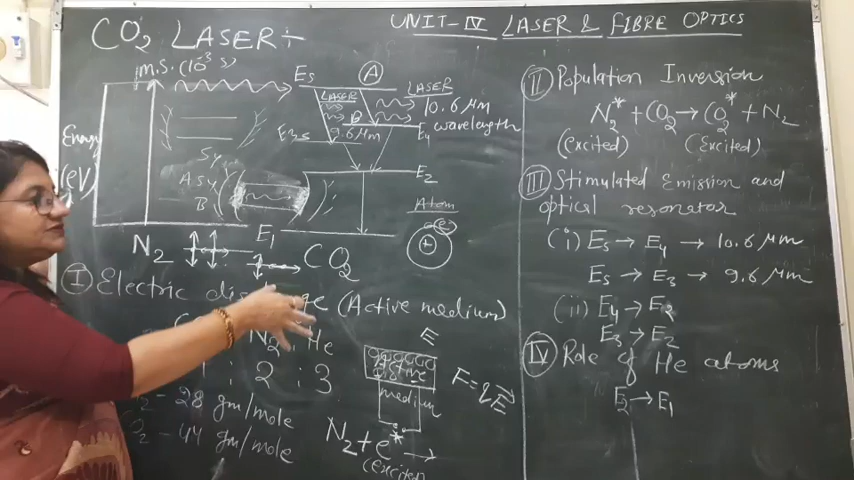 UNIT-IV LASER & FIBRE OPTICS
CO2 LASER:-
m.s. (10⁻³ s)
E5
A
LASER
LASER
10.6 μm
B
9.6 μm
E4
wavelength
E3
Energy
(eV)
Sy
ASy
B
E2
Atom
e
+
E1
N2
CO2
I Electric (Active medium)
N2 : He
1 : 2 : 3
28 gm/mole
44 gm/mole
E
Active
medium
F=qE⃗
N2+e* →
(excited)
II Population Inversion
N2* + CO2 → CO2* + N2
(excited) (Excited)
III Stimulated Emission and
optical resonator
(i) E5 → E4 → 10.6 μm
E5 → E3 → 9.6 μm
(ii) E4 → E2
E3 → E2
IV Role of He atoms
E2 → E1